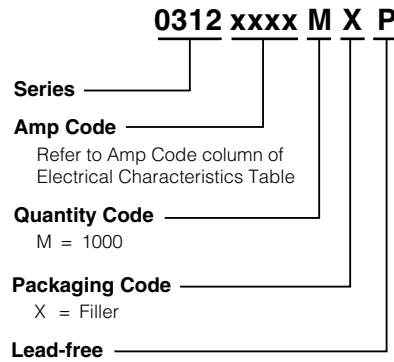 0312 xxxx M X P
Series
Amp Code
Refer to Amp Code column of
Electrical Characteristics Table
Quantity Code
M = 1000
Packaging Code
X = Filler
Lead-free